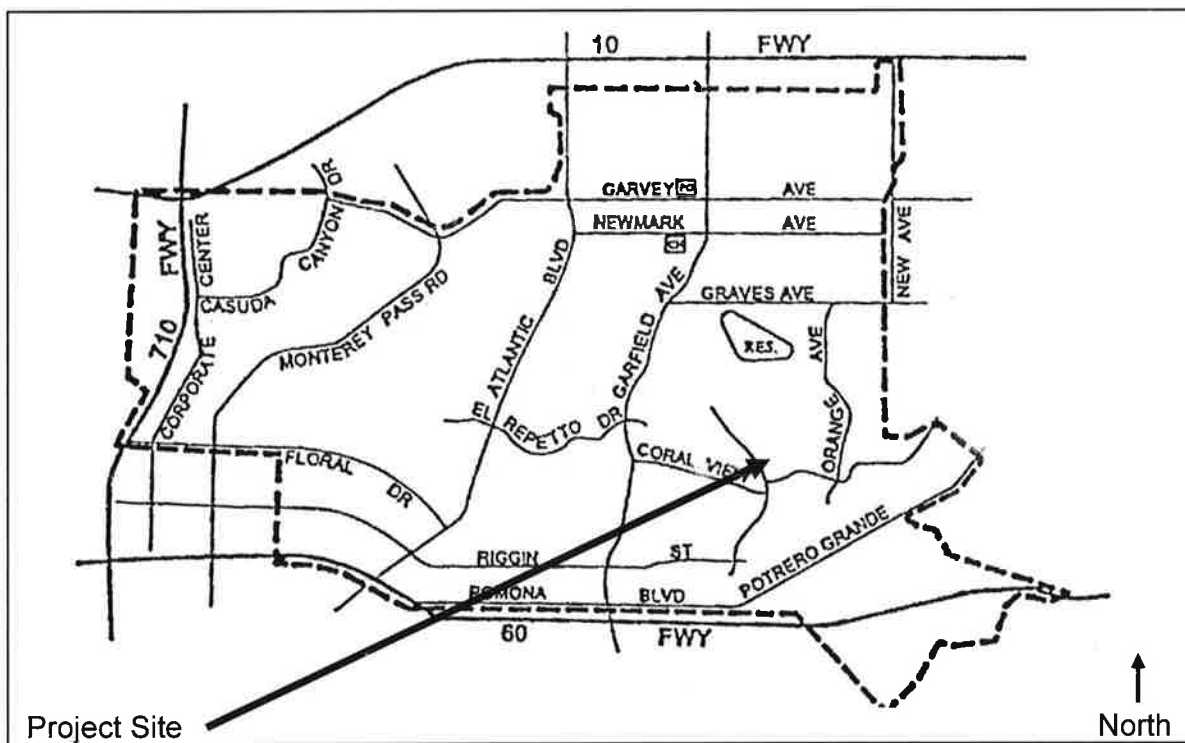 10 FWY
GARVEY AVE
NEWMARK AVE
NEW AVE
CANYON DR
FWY
CENTER
CASUDA
BLVD
GARFIELD AVE
GRAVES AVE
MONTEREY PASS RD
710
CORPORATE
ATLANTIC
RES.
AVE
EL REPETTO DR
ORANGE
CORAL VIEW
FLORAL DR
RIGGIN ST
POTRERO GRANDE
POMONA BLVD
60 FWY
Project Site
North